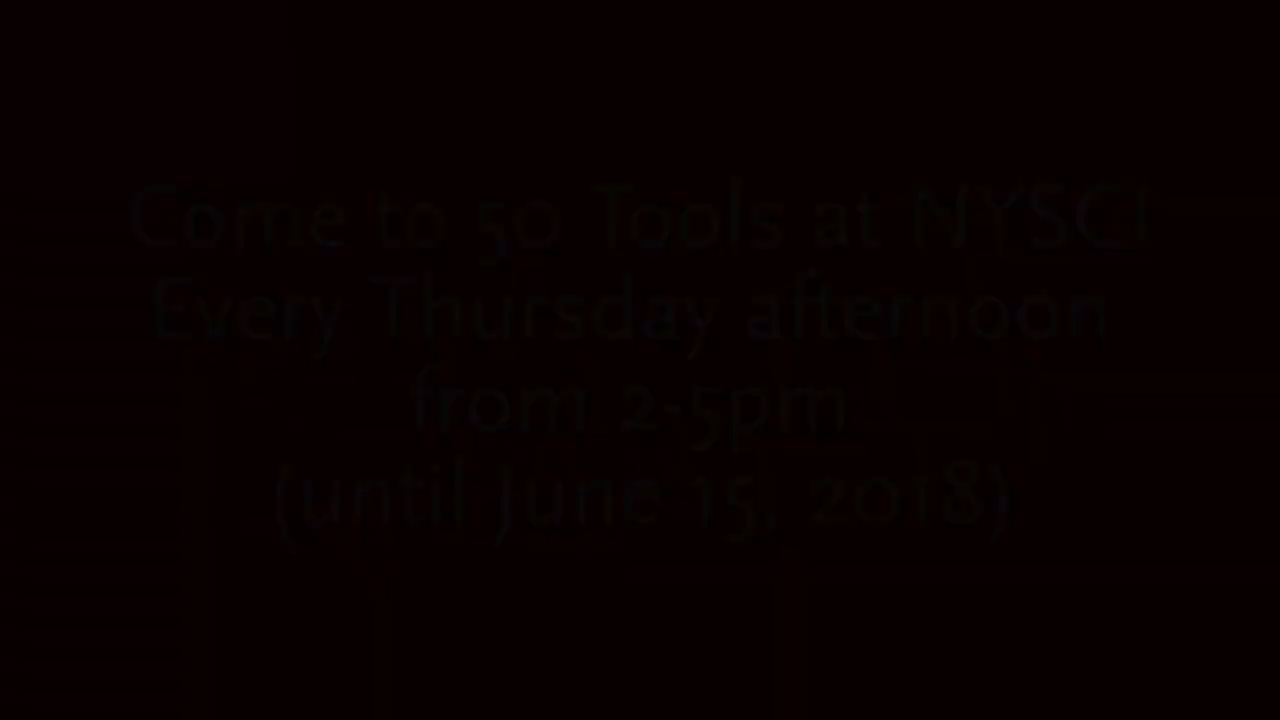 Come to 50 Tools at NYSCI
Every Thursday afternoon
from 2-5pm
(until June 15, 2018)